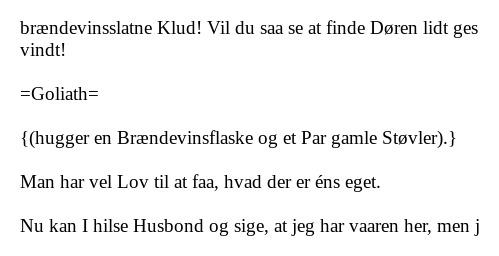 brændevinsslatne Klud! Vil du saa se at finde Døren lidt ges
vindt!
=Goliath=
{(hugger en Brændevinsflaske og et Par gamle Støvler).}
Man har vel Lov til at faa, hvad der er éns eget.
Nu kan I hilse Husbond og sige, at jeg har vaaren her, men j